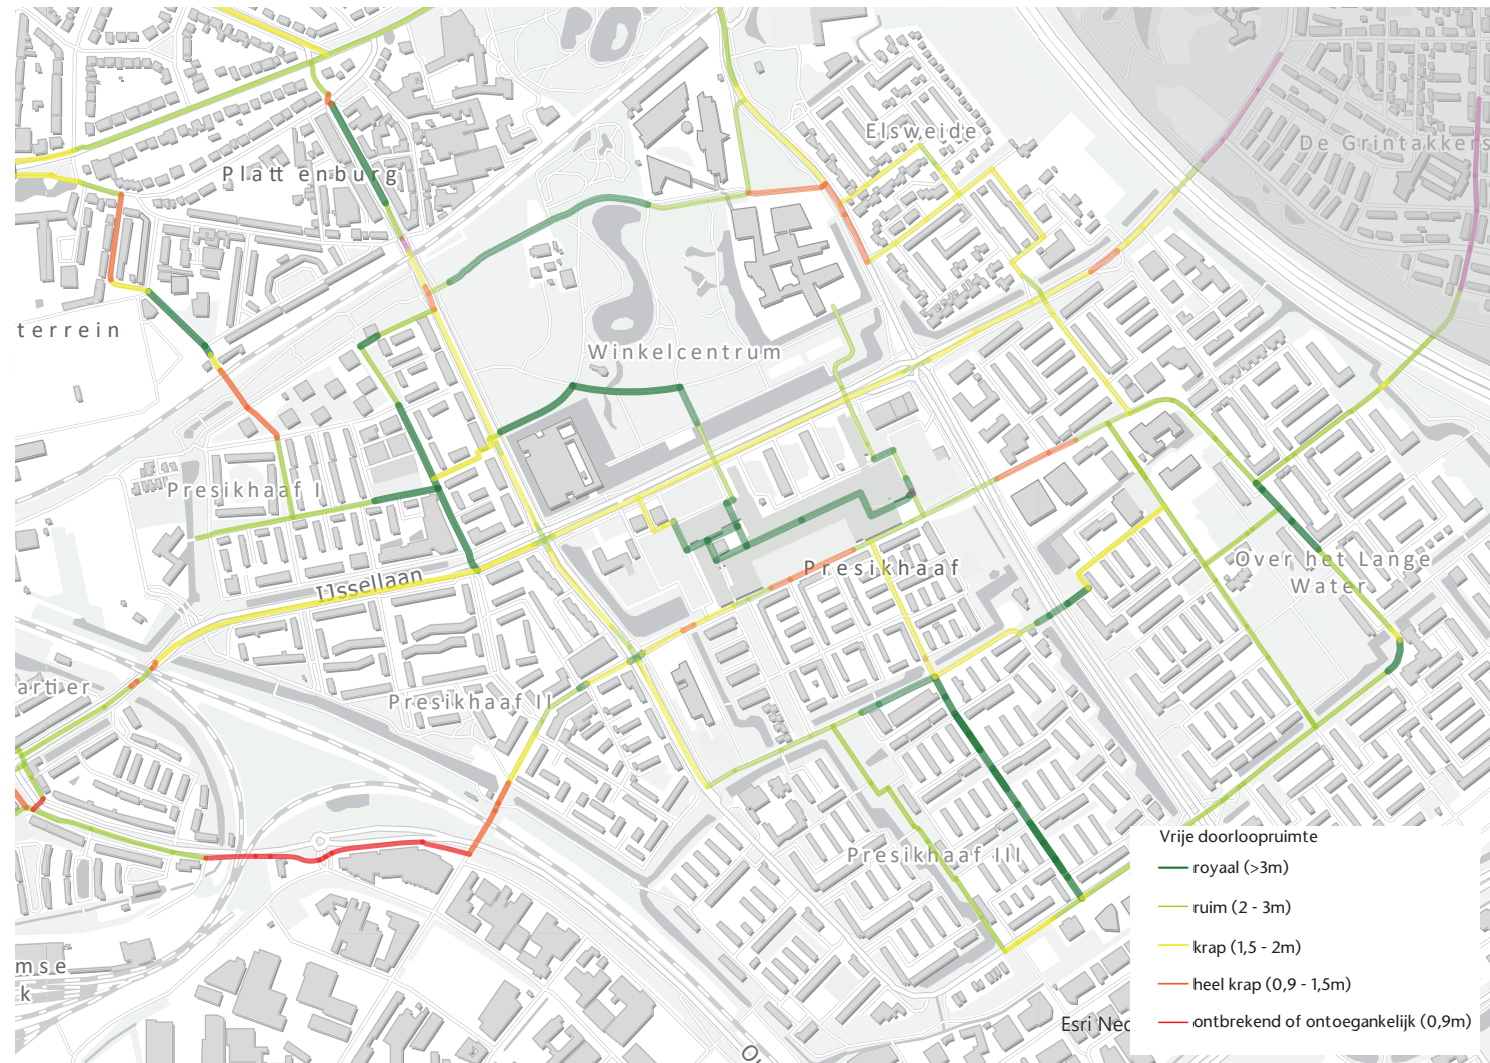 Elsweide
De Grintakkers
Platt enburg
terrein
Winkelcentrum
Presikhaaf I
Over het Lange
Water
Presikhaaf
IJssellaan
artier
Presikhaaf II
Presikhaaf III
Vrije doorloopruimte
royaal (>3m)
ruim (2 - 3m)
krap (1,5 - 2m)
heel krap (0,9 - 1,5m)
ontbrekend of ontoegankelijk (0,9m)
mse
k
Esri Ned